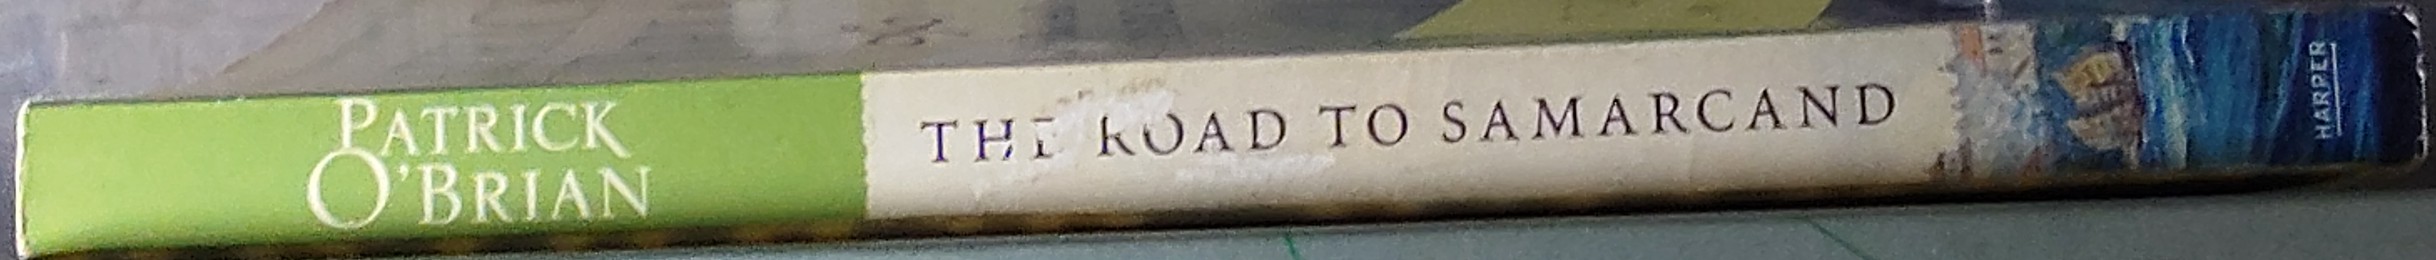 PATRICK
O'BRIAN
THE ROAD TO SAMARCAND
HARPER